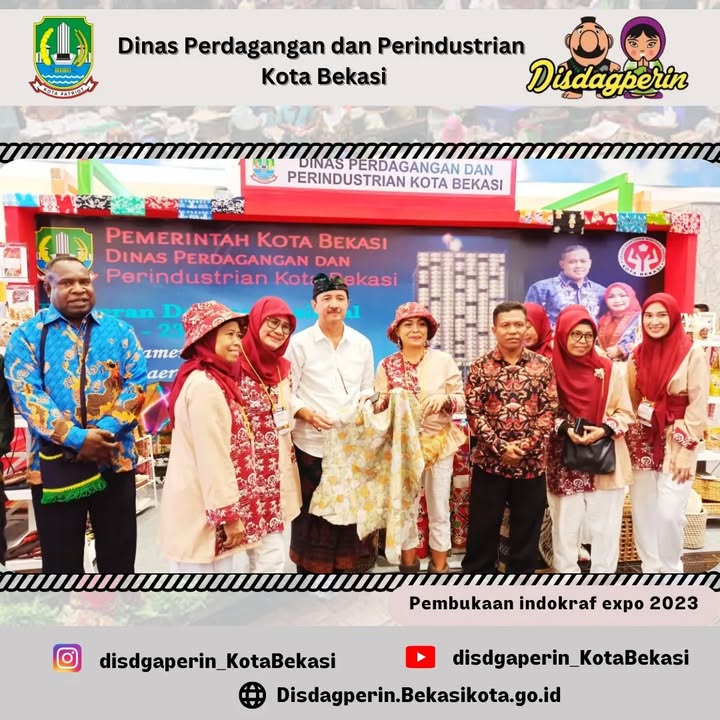 Dinas Perdagangan dan Perindustrian
Kota Bekasi
Disdagperin
KOTA PATRIOT
DINAS PERDAGANGAN DAN
PERINDUSTRIAN KOTA BEKASI
PEMERINTAH KOTA BEKASI
DINAS PERDAGANGAN DAN
PERINDUSTRIAN KOTA BEKASI
Pembukaan indokraf expo 2023
disdgaperin_KotaBekasi
disdgaperin_KotaBekasi
Disdagperin.Bekasikota.go.id